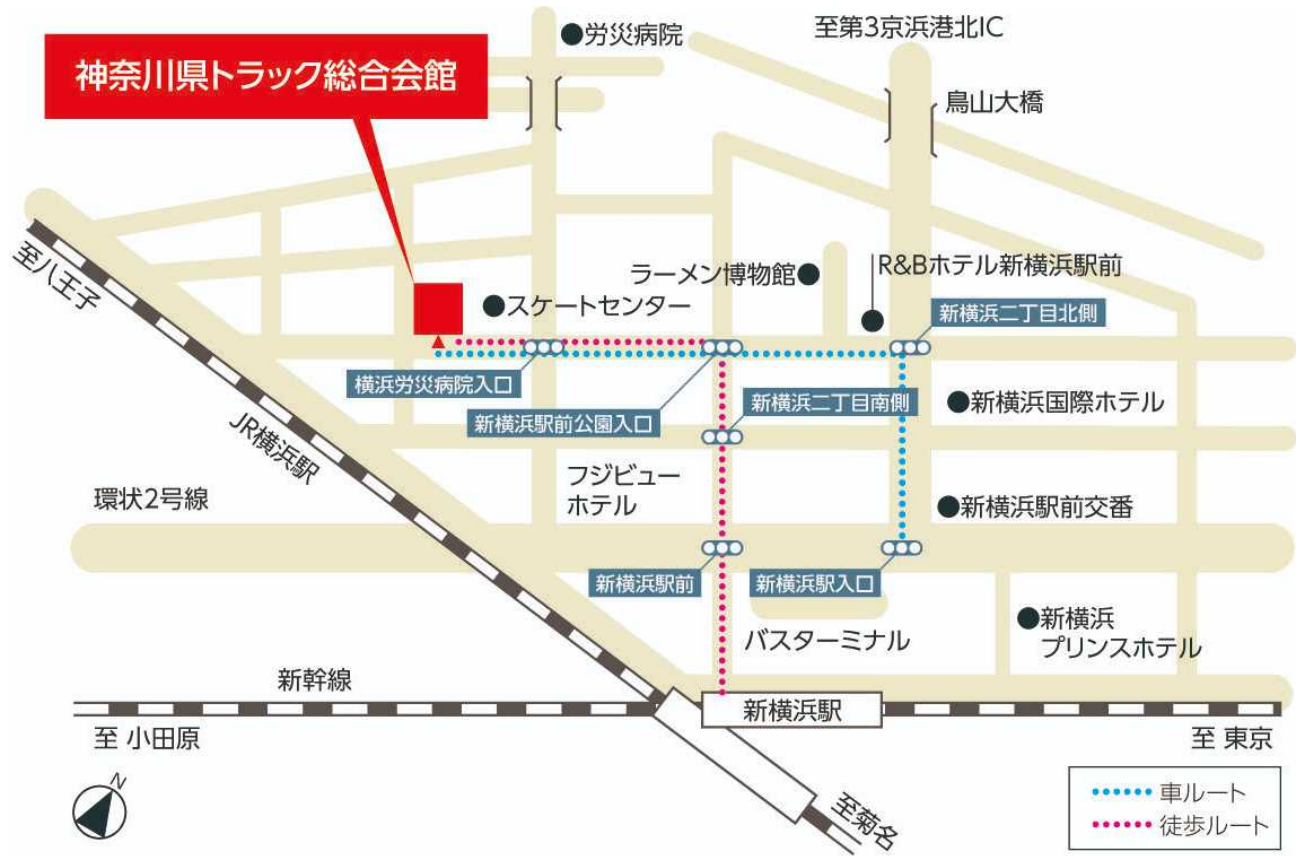 労災病院
至第3京浜港北IC
神奈川県トラック総合会館
鳥山大橋
至八王子
ラーメン博物館
R&Bホテル新横浜駅前
スケートセンター
新横浜二丁目北側
横浜労災病院入口
新横浜駅前公園入口
新横浜二丁目南側
新横浜国際ホテル
JR横浜駅
フジビュー
ホテル
環状2号線
新横浜駅前交番
新横浜駅前
新横浜駅入口
バスターミナル
新横浜
プリンスホテル
新幹線
新横浜駅
至 小田原
至 東京
N
至菊名
車ルート
徒歩ルート